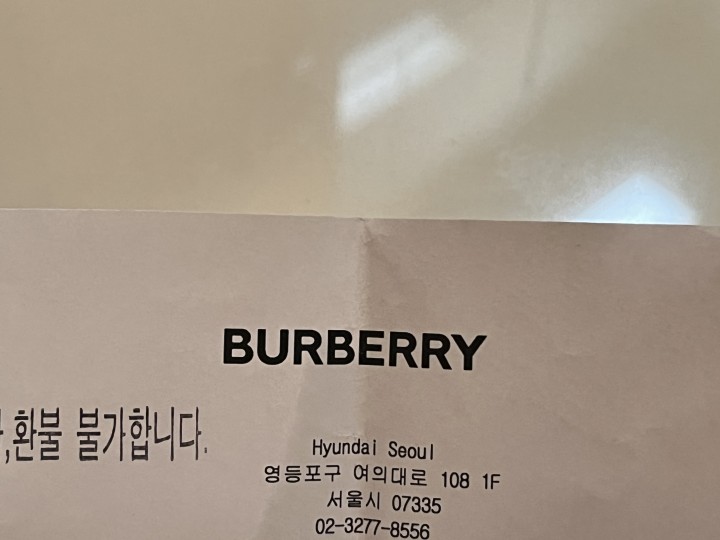 BURBERRY
,환불 불가합니다.
Hyundai Seoul
영등포구 여의대로 108 1F
서울시 07335
02-3277-8556